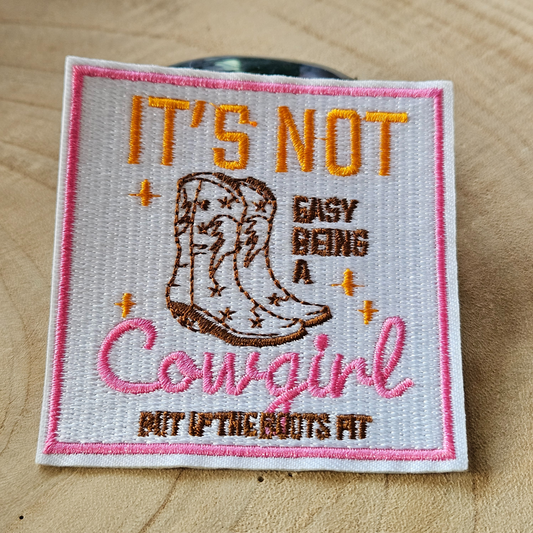 IT'S NOT
EASY
BEING
A
Cowgirl
BUT IF THE BOOTS FIT